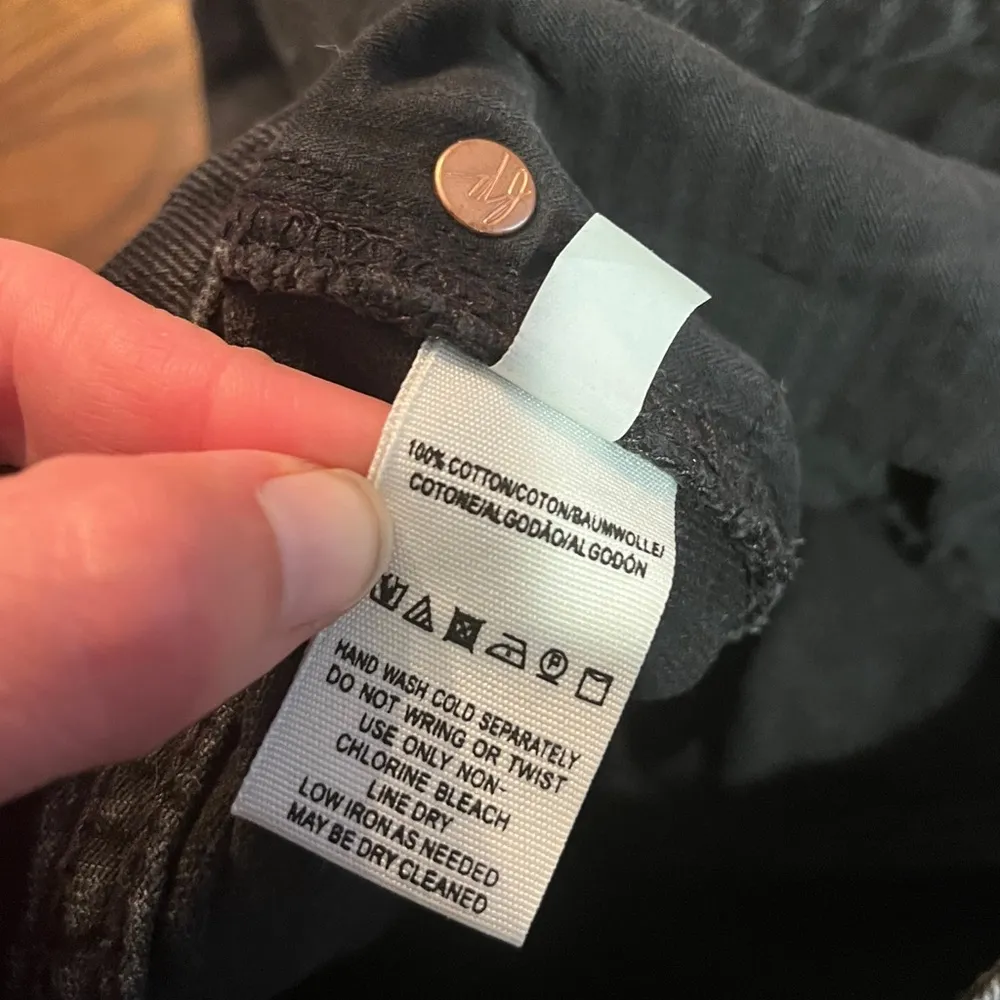 100% COTTON/COTON/BAUMWOLLE/
COTONE/ALGODÃO/ALGODÓN
P
HAND WASH COLD SEPARATELY
DO NOT WRING OR TWIST
USE ONLY NON-
CHLORINE BLEACH
LINE DRY
LOW IRON AS NEEDED
MAY BE DRY CLEANED